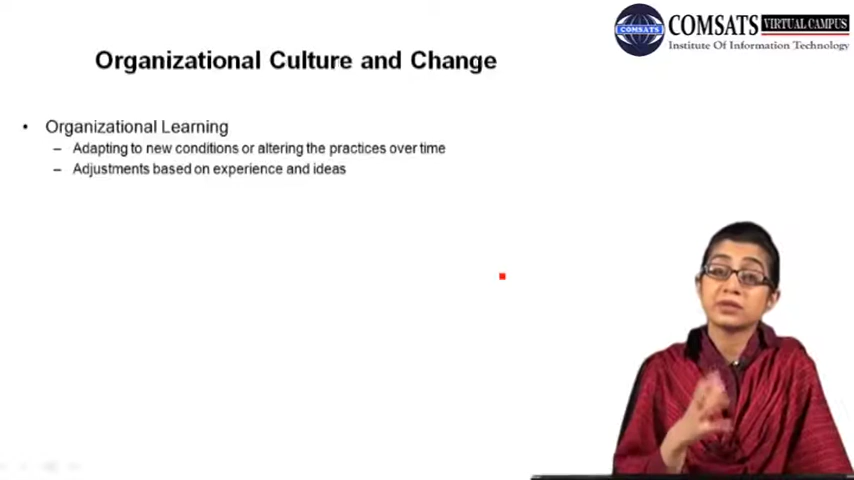 COMSATS VIRTUAL CAMPUS
COMSATS
Institute Of Information Technology
Organizational Culture and Change
• Organizational Learning
– Adapting to new conditions or altering the practices over time
– Adjustments based on experience and ideas